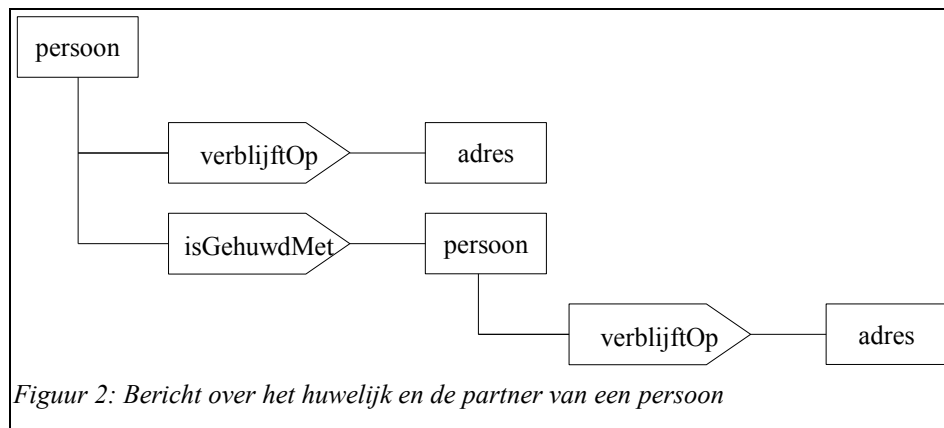 persoon
verblijftOp
adres
isGehuwdMet
persoon
verblijftOp
adres
Figuur 2: Bericht over het huwelijk en de partner van een persoon